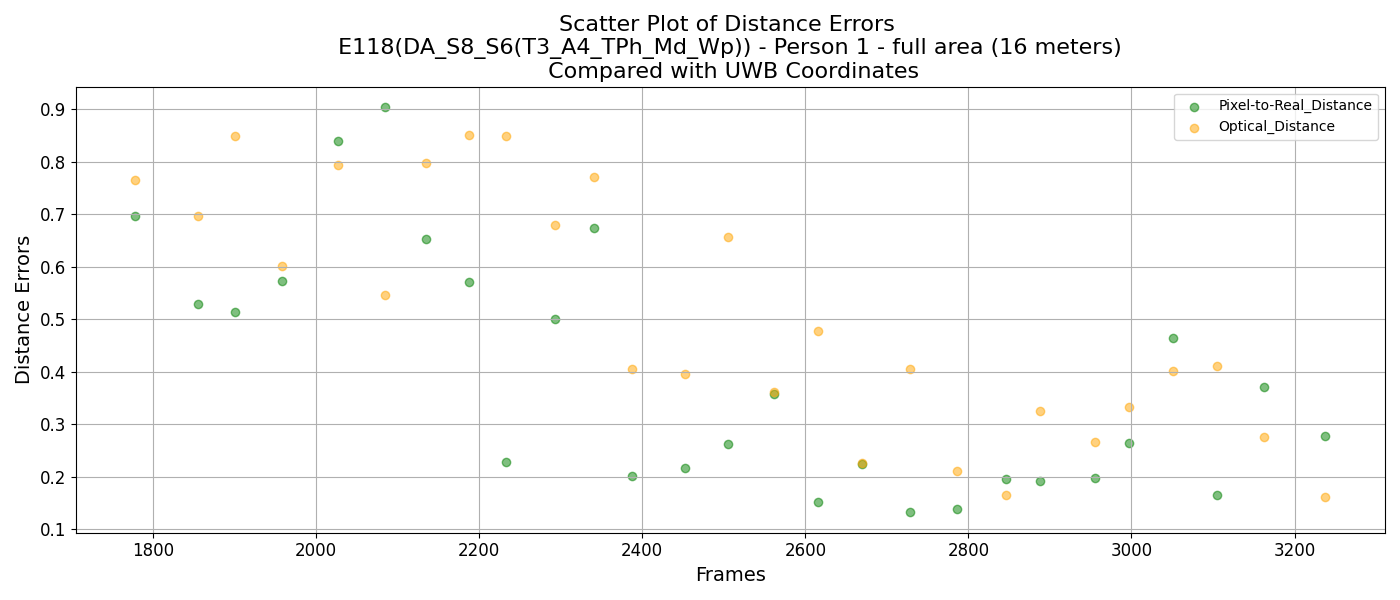 Scatter Plot of Distance Errors
E118(DA_S8_S6(T3_A4_TPh_Md_Wp)) - Person 1 - full area (16 meters)
Compared with UWB Coordinates
Pixel-to-Real_Distance
Optical_Distance
Distance Errors
0.9
0.8
0.7
0.6
0.5
0.4
0.3
0.2
0.1
1800 2000 2200 2400 2600 2800 3000 3200
Frames